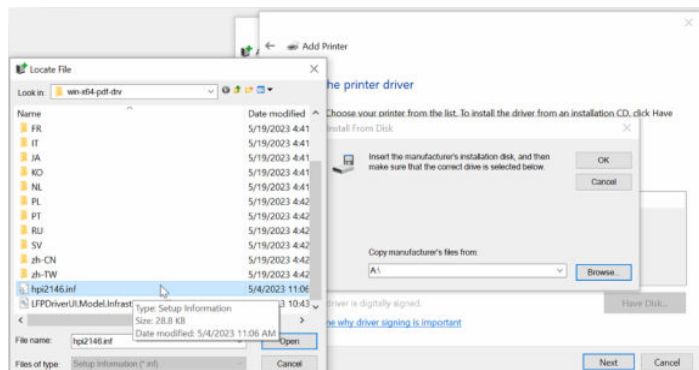 Add Printer
Locate File
Look in:
win-x64-pdf-drv
he printer driver
Name
Date modified
Choose your printer from the list. To install the driver from an installation CD, click Have
FR
5/19/2023 4:41
nstall From Disk
IT
5/19/2023 4:41
JA
5/19/2023 4:41
Insert the manufacturer's installation disk, and then
make sure that the correct drive is selected below.
OK
Cancel
KO
5/19/2023 4:41
NL
5/19/2023 4:41
PL
5/19/2023 4:42
PT
5/19/2023 4:42
RU
5/19/2023 4:42
SV
5/19/2023 4:42
zh-CN
5/19/2023 4:42
zh-TW
5/19/2023 4:42
Copy manufacturer's files from:
A:\
Browse...
hpi2146.inf
5/4/2023 11:06
LFPDriverUI.Model.Infrast
3 10:43
Type: Setup Information
Size: 28.8 KB
Date modified: 5/4/2023 11:06 AM
driver is digitally signed.
Have Disk...
me why driver signing is important
File name:
hpi2146.inf
Open
Files of type:
Setup Information (*.inf)
Cancel
Next
Cancel